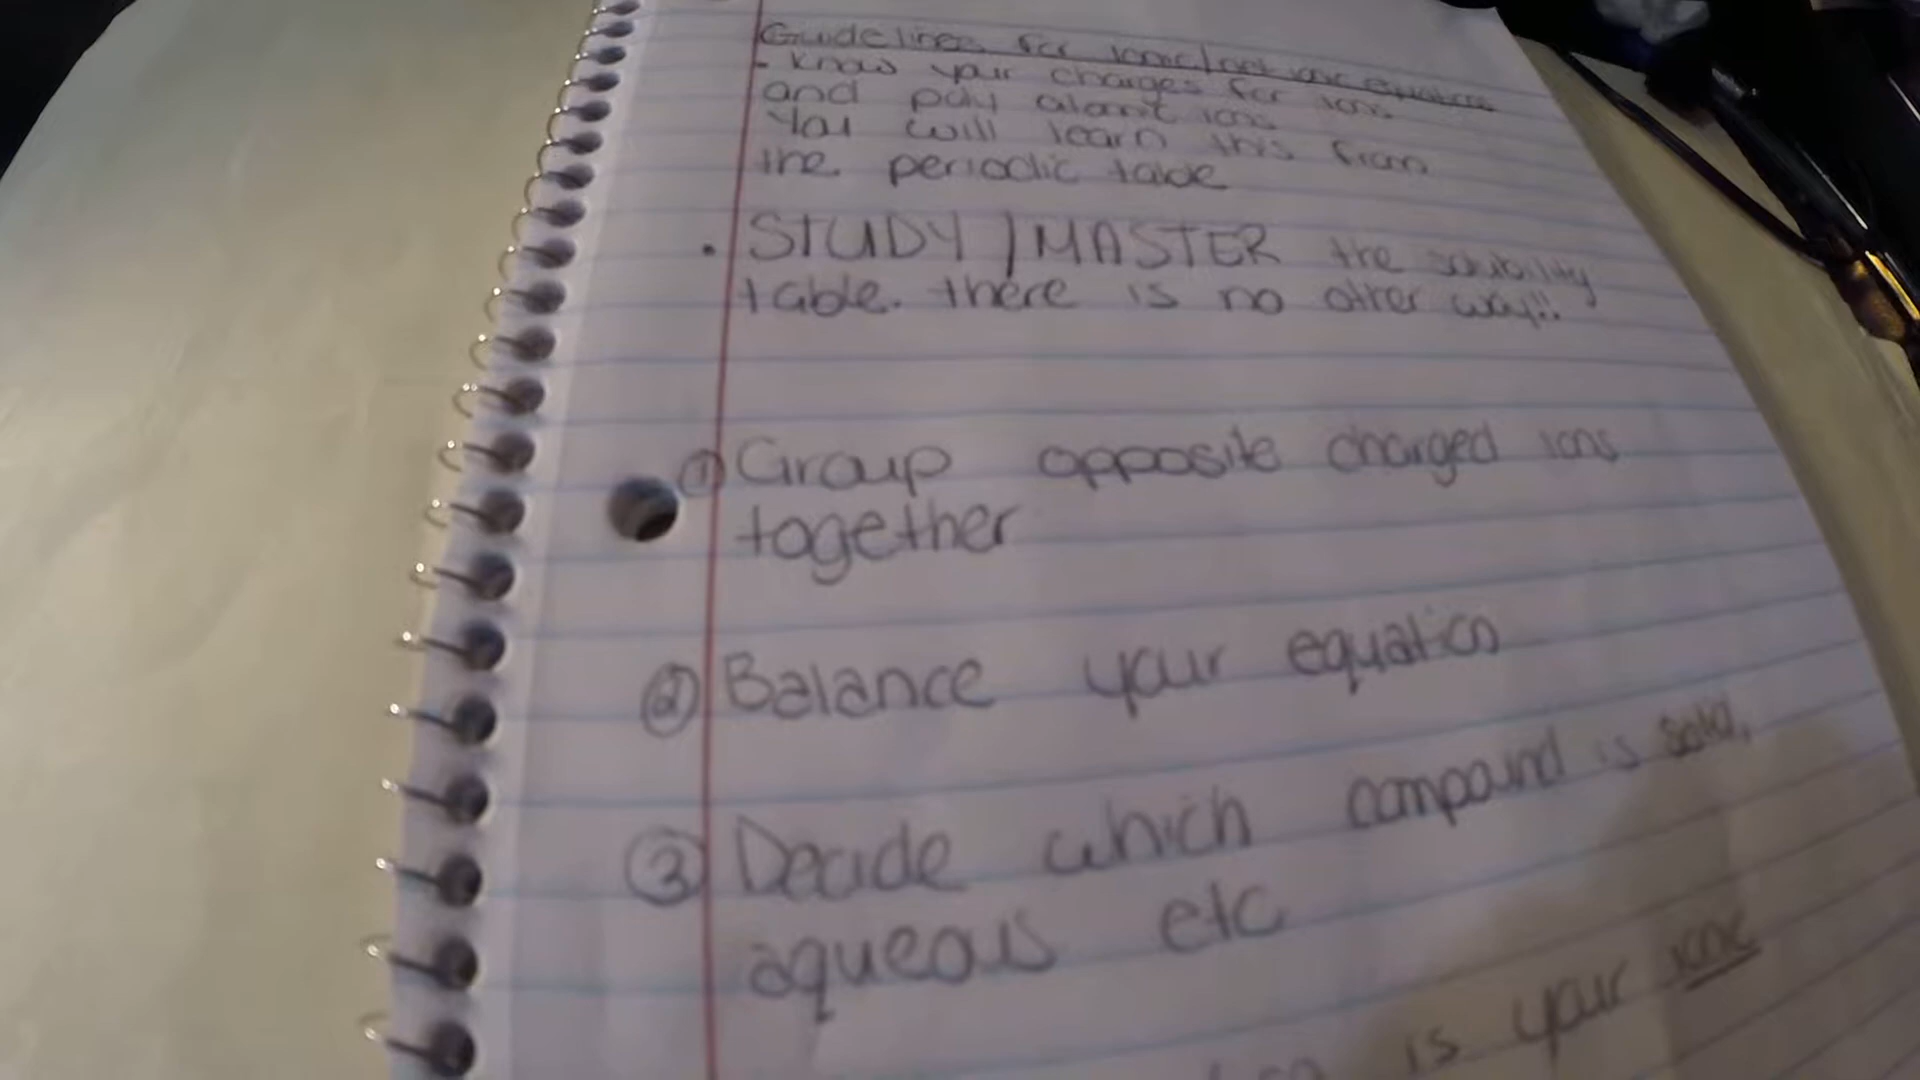 Guidelines for ionic/net ionic equations
- Know your charges for ions
and poly atomic ions
You will learn this from
the periodic table
. STUDY / MASTER the solubility
table. there is no other way!!
① Group opposite charged ions
together
② Balance your equation
③ Decide which compound is solid,
aqueous etc
is your ionic